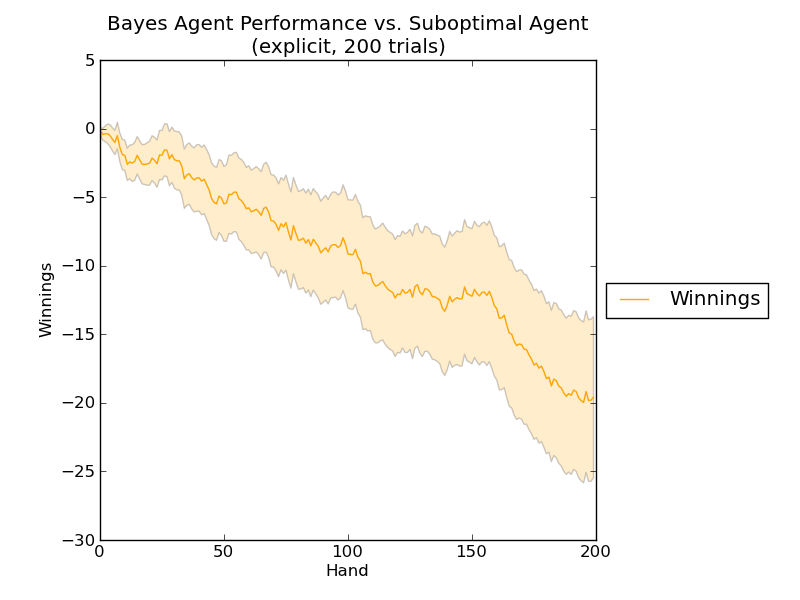 Bayes Agent Performance vs. Suboptimal Agent
(explicit, 200 trials)
5
0
−5
−10
−15
−20
−25
−30
Winnings
0 50 100 150 200
Hand
Winnings